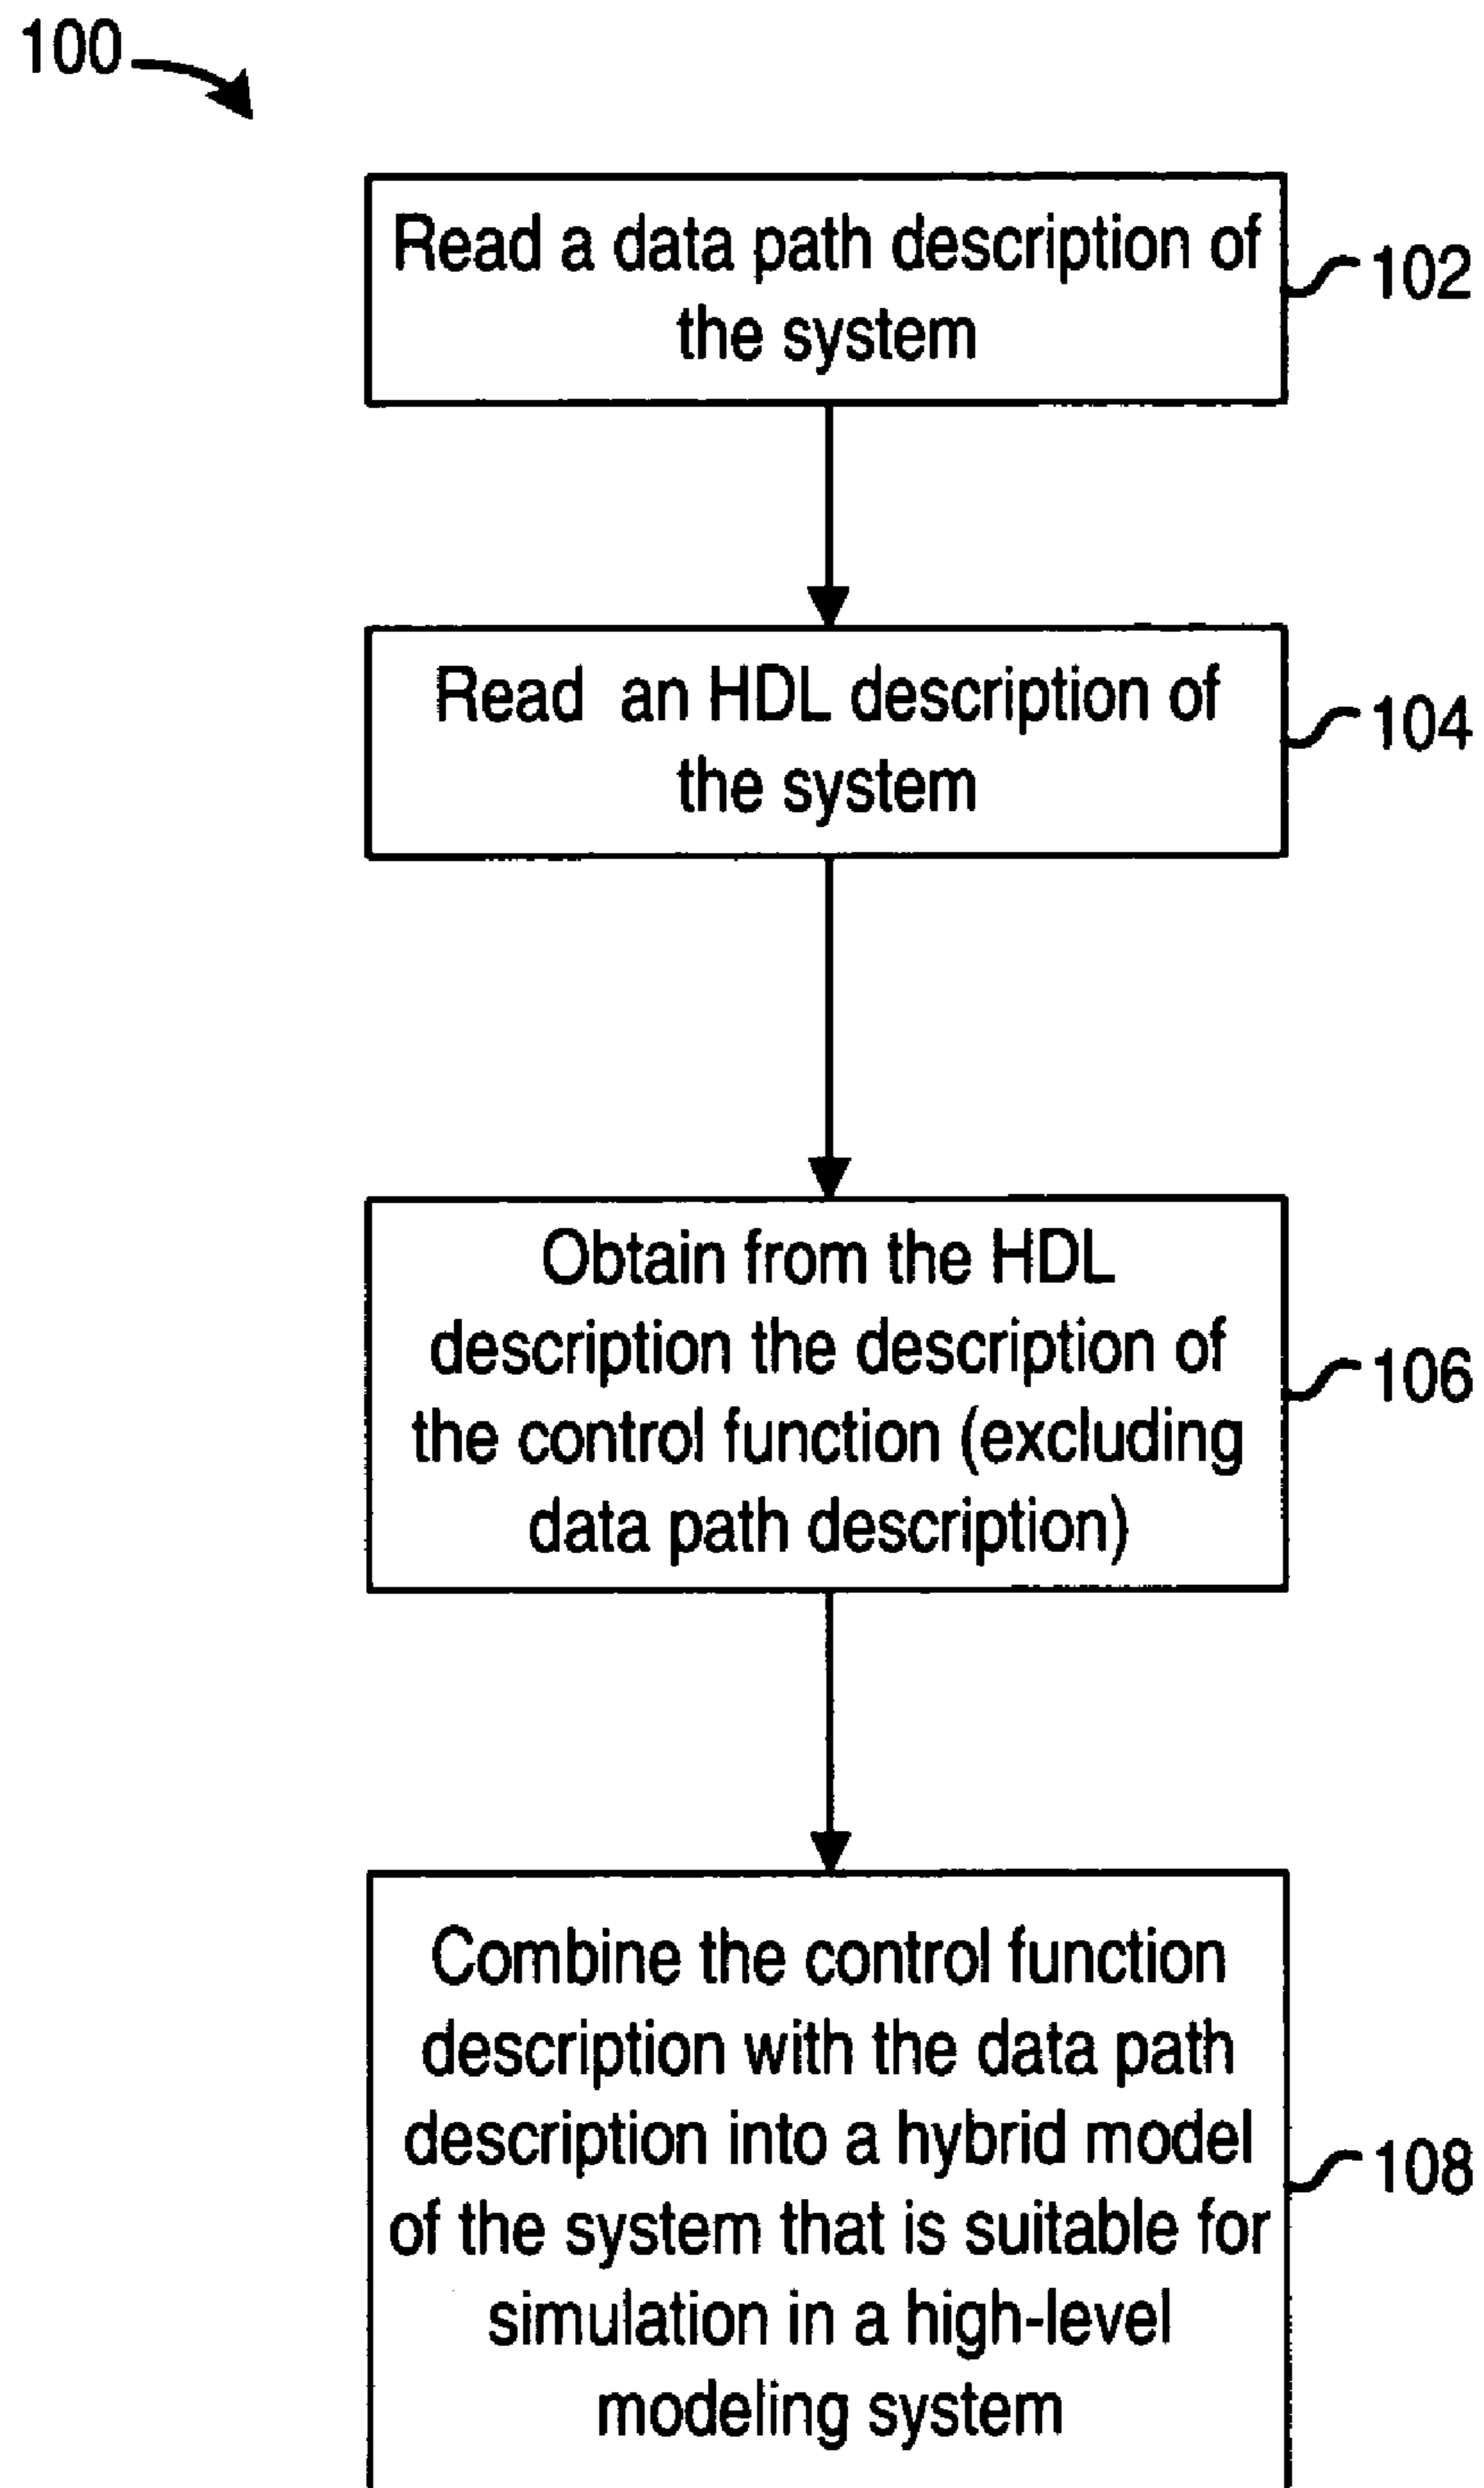 100
Read a data path description of
the system
102
Read an HDL description of
the system
104
Obtain from the HDL
description the description of
the control function (excluding
data path description)
106
Combine the control function
description with the data path
description into a hybrid model
of the system that is suitable for
simulation in a high-level
modeling system
108